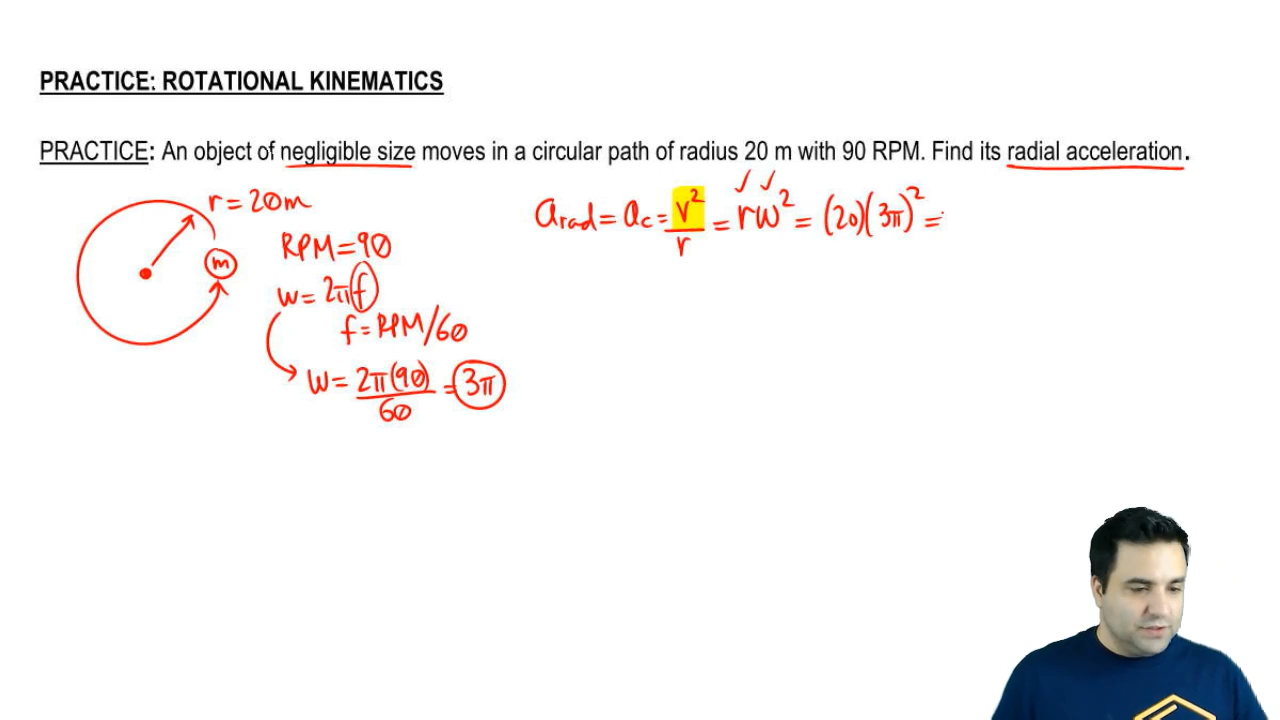 PRACTICE: ROTATIONAL KINEMATICS
PRACTICE: An object of negligible size moves in a circular path of radius 20 m with 90 RPM. Find its radial acceleration.
r = 20m
m
RPM = 90
w = 2π f
f = RPM/60
w = 2π(90)/60 = 3π
a_rad = a_c = v²/r = rw² = (20)(3π)² =